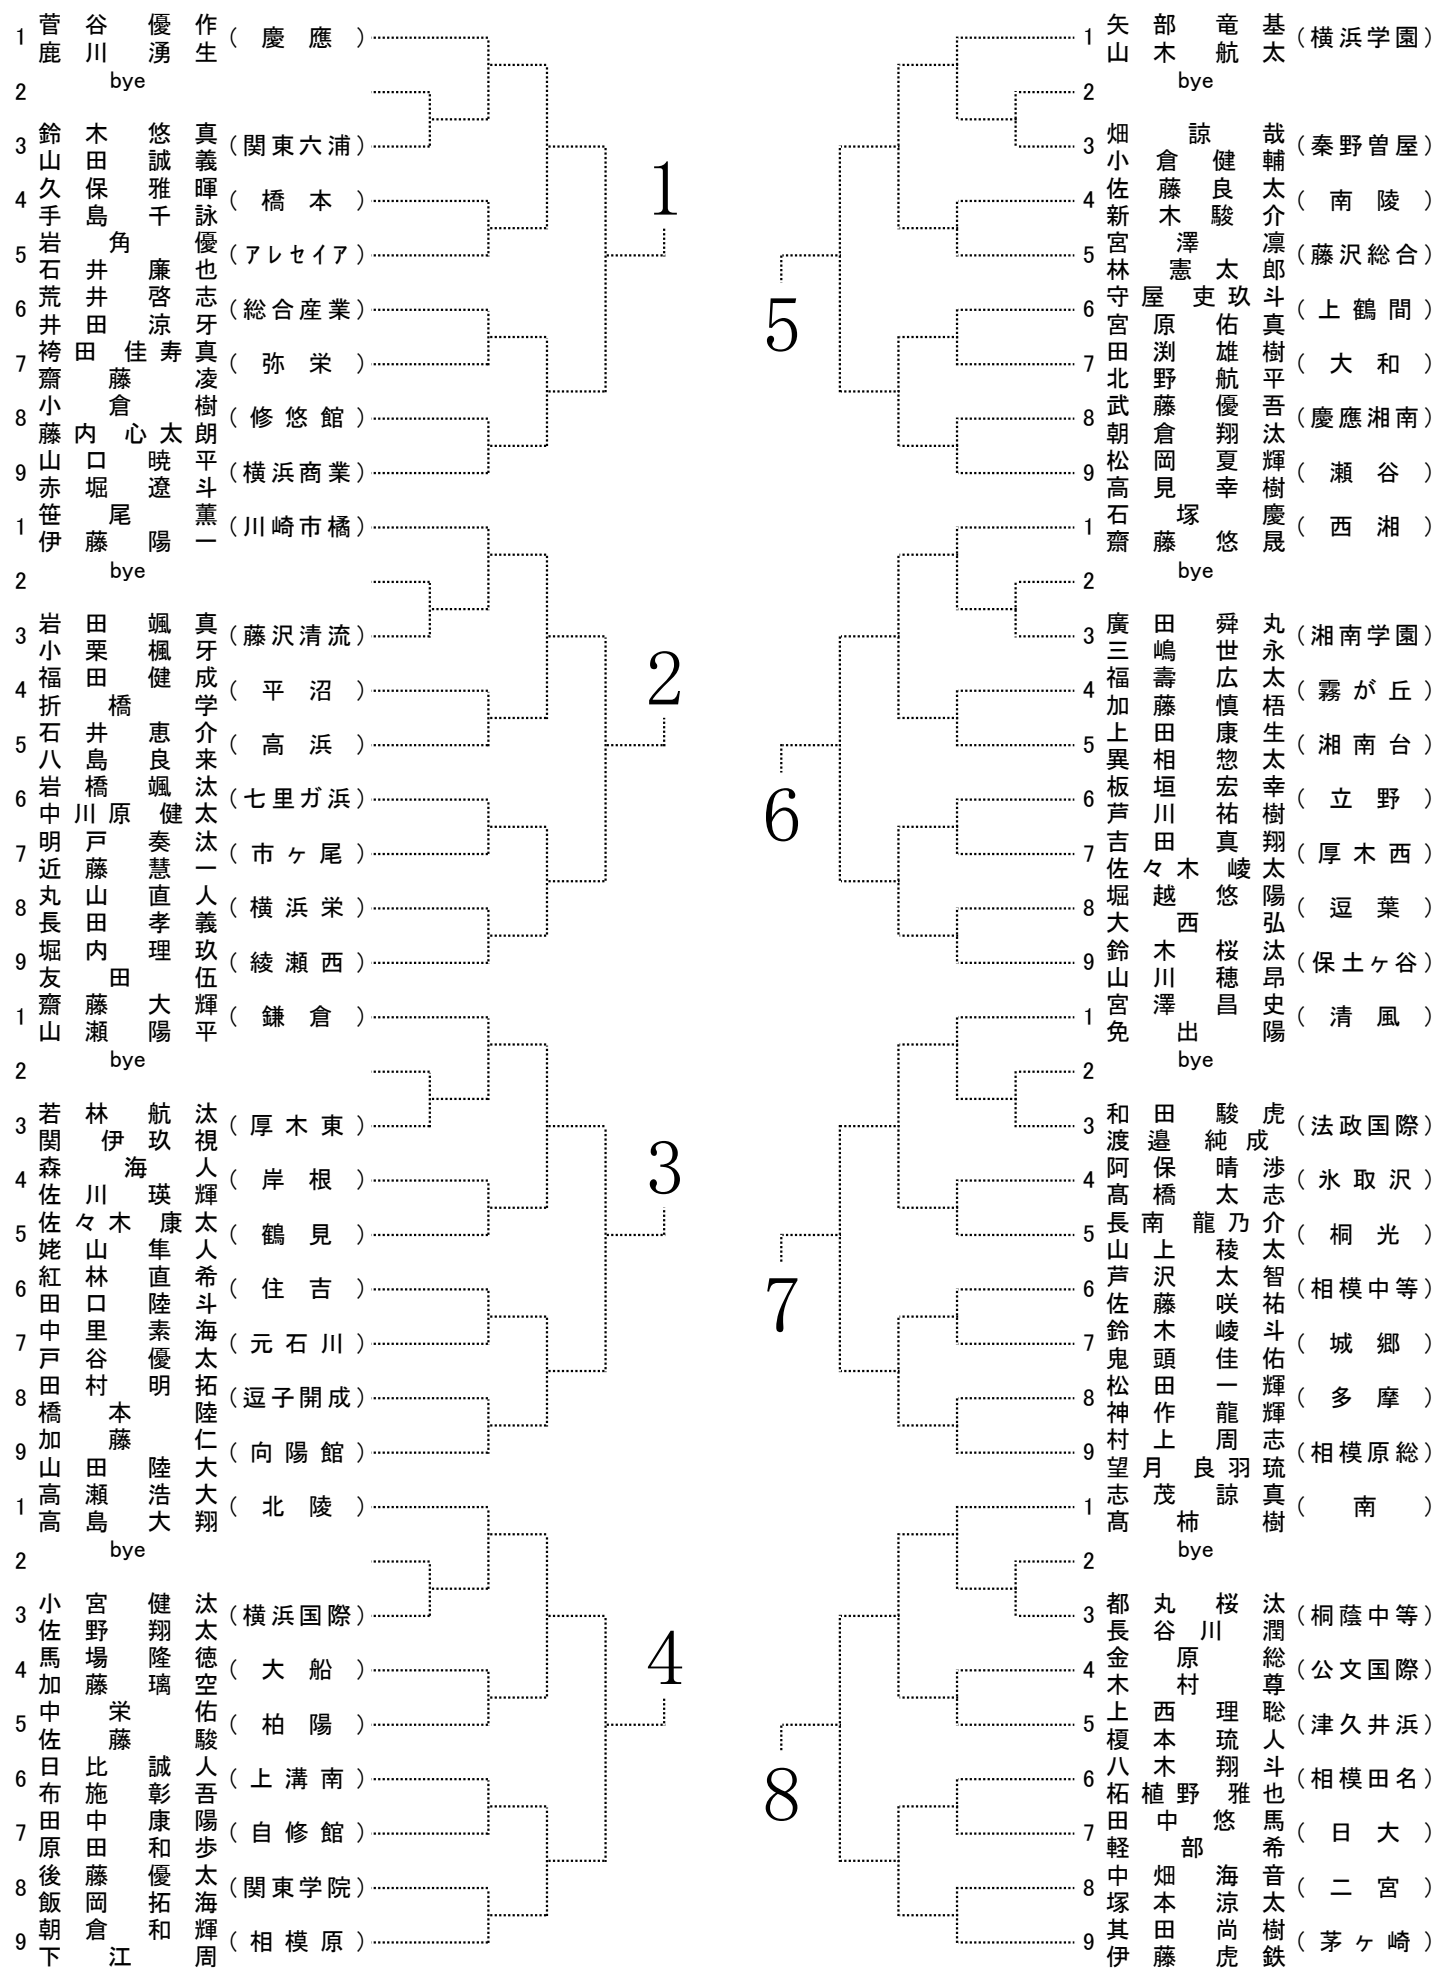 1 菅谷 優作 (慶應)
鹿川 湧生
2 bye
3 鈴木 悠真 (関東六浦)
山田 誠義
4 久保 雅暉 (橋本)
手島 千詠
5 岩角 優 (アレセイア)
石井 廉也
6 荒井 啓志 (総合産業)
井田 涼牙
7 袴田 佳寿真 (弥栄)
齋藤 凌
8 小倉 樹 (修悠館)
藤内 心太朗
9 山口 暁平 (横浜商業)
赤堀 遼斗
1
1 笹尾 薫 (川崎市橘)
伊藤 陽一
2 bye
3 岩田 颯真 (藤沢清流)
小栗 楓牙
4 福田 健成 (平沼)
折橋 学
5 石井 恵介 (高浜)
八島 良来
6 岩橋 颯汰 (七里ガ浜)
中川原 健太
7 明戸 奏汰 (市ヶ尾)
近藤 慧一
8 丸山 直人 (横浜栄)
長田 孝義
9 堀内 理玖 (綾瀬西)
友田 伍
2
1 齋藤 大輝 (鎌倉)
山瀬 陽平
2 bye
3 若林 航汰 (厚木東)
関 伊玖視
4 森 海人 (岸根)
佐川 瑛輝
5 佐々木 康太 (鶴見)
姥山 隼人
6 紅林 直希 (住吉)
田口 陸斗
7 中里 素海 (元石川)
戸谷 優太
8 田村 明拓 (逗子開成)
橋本 陸
9 加藤 仁 (向陽館)
山田 陸大
3
1 高瀬 浩大 (北陵)
高島 大翔
2 bye
3 小宮 健汰 (横浜国際)
佐野 翔太
4 馬場 隆徳 (大船)
加藤 璃空
5 中栄 佑 (柏陽)
佐藤 駿
6 日比 誠人 (上溝南)
布施 彰吾
7 田中 康陽 (自修館)
原田 和歩
8 後藤 優太 (関東学院)
飯岡 拓海
9 朝倉 和輝 (相模原)
下江 周
4
1 矢部 竜基 (横浜学園)
山木 航太
2 bye
3 畑 諒哉 (秦野曽屋)
小倉 健輔
4 佐藤 良太 (南陵)
新木 駿介
5 宮澤 凛 (藤沢総合)
林 憲太郎
6 守屋 吏玖斗 (上鶴間)
宮原 佑真
7 田渕 雄樹 (大和)
北野 航平
8 武藤 優吾 (慶應湘南)
朝倉 翔汰
9 松岡 夏輝 (瀬谷)
高見 幸樹
5
1 石塚 慶 (西湘)
齋藤 悠晟
2 bye
3 廣田 舜丸 (湘南学園)
三嶋 世永
4 福壽 広太 (霧が丘)
加藤 慎梧
5 上田 康生 (湘南台)
異相 惣太
6 板垣 宏幸 (立野)
芦川 祐樹
7 吉田 真翔 (厚木西)
佐々木 崚太
8 堀越 悠陽 (逗葉)
大西 弘
9 鈴木 桜汰 (保土ヶ谷)
山川 穂昂
6
1 宮澤 昌史 (清風)
免出 陽
2 bye
3 和田 駿虎 (法政国際)
渡邉 純成
4 阿保 晴渉 (氷取沢)
髙橋 太志
5 長南 龍乃介 (桐光)
山上 稜太
6 芦沢 太智 (相模中等)
佐藤 咲祐
7 鈴木 崚斗 (城郷)
鬼頭 佳佑
8 松田 一輝 (多摩)
神作 龍輝
9 村上 周志 (相模原総)
望月 良羽琉
7
1 志茂 諒真 (南)
髙柿 樹
2 bye
3 都丸 桜汰 (桐蔭中等)
長谷川 潤
4 金原 総 (公文国際)
木村 尊
5 上西 理聡 (津久井浜)
榎本 琉人
6 八木 翔斗 (相模田名)
柘植野 雅也
7 田中 悠馬 (日大)
軽部 希
8 中畑 海音 (二宮)
塚本 涼太
9 其田 尚樹 (茅ヶ崎)
伊藤 虎鉄
8